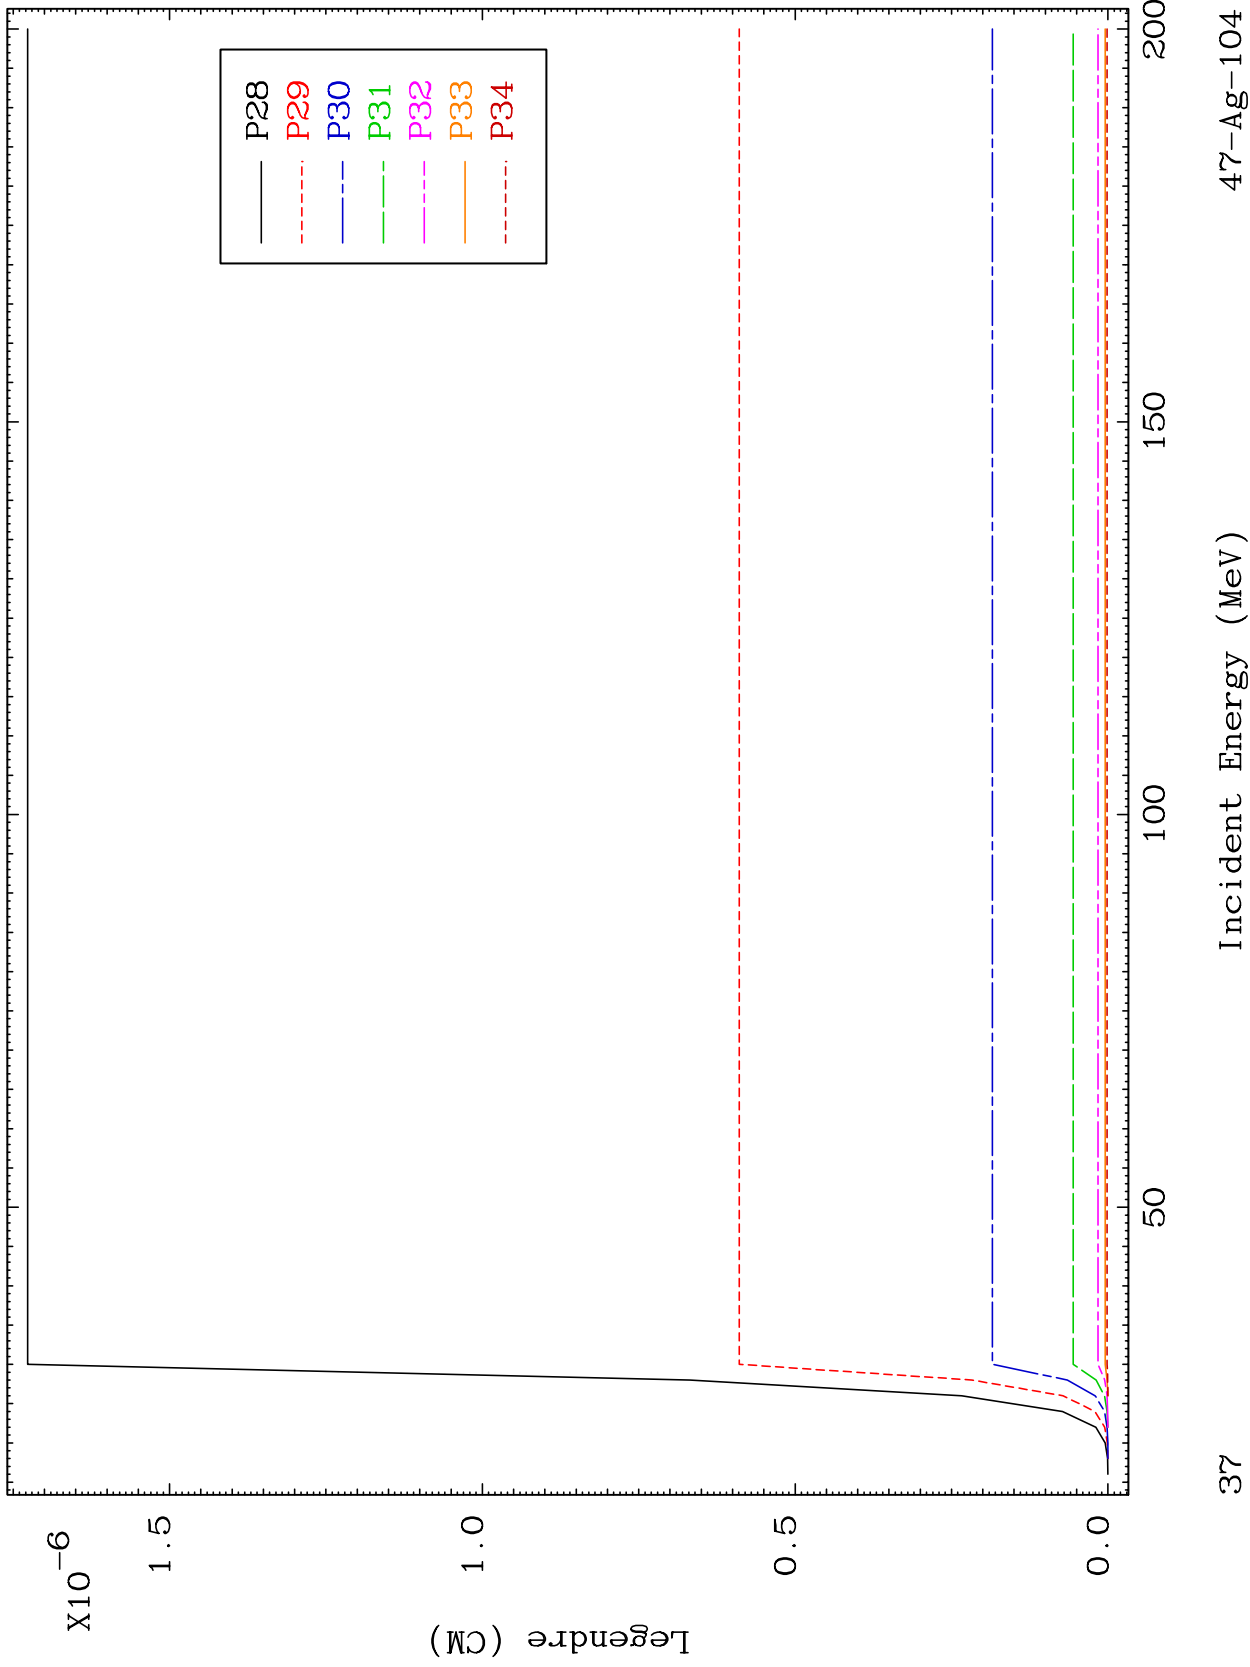 X10-6
1.5
1.0
0.5
0.0
Legendre (CM)
P28
P29
P30
P31
P32
P33
P34
50
100
150
200
37
Incident Energy (MeV)
47-Ag-104